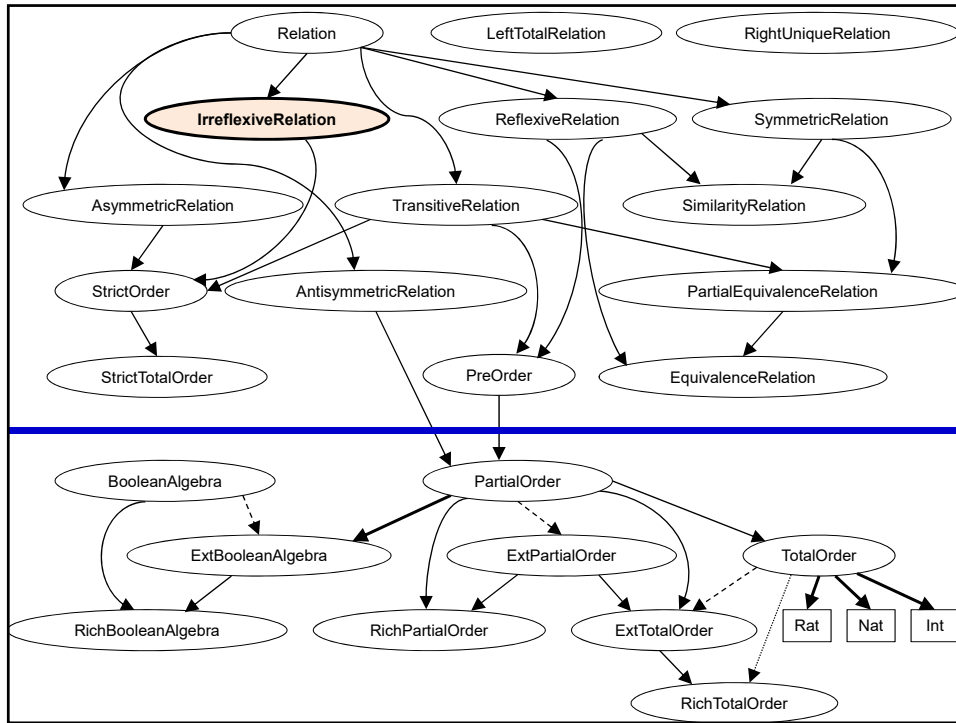 Relation
LeftTotalRelation
RightUniqueRelation
IrreflexiveRelation
ReflexiveRelation
SymmetricRelation
AsymmetricRelation
TransitiveRelation
SimilarityRelation
StrictOrder
AntisymmetricRelation
PartialEquivalenceRelation
StrictTotalOrder
PreOrder
EquivalenceRelation
BooleanAlgebra
PartialOrder
ExtBooleanAlgebra
ExtPartialOrder
TotalOrder
RichBooleanAlgebra
RichPartialOrder
ExtTotalOrder
Rat
Nat
Int
RichTotalOrder